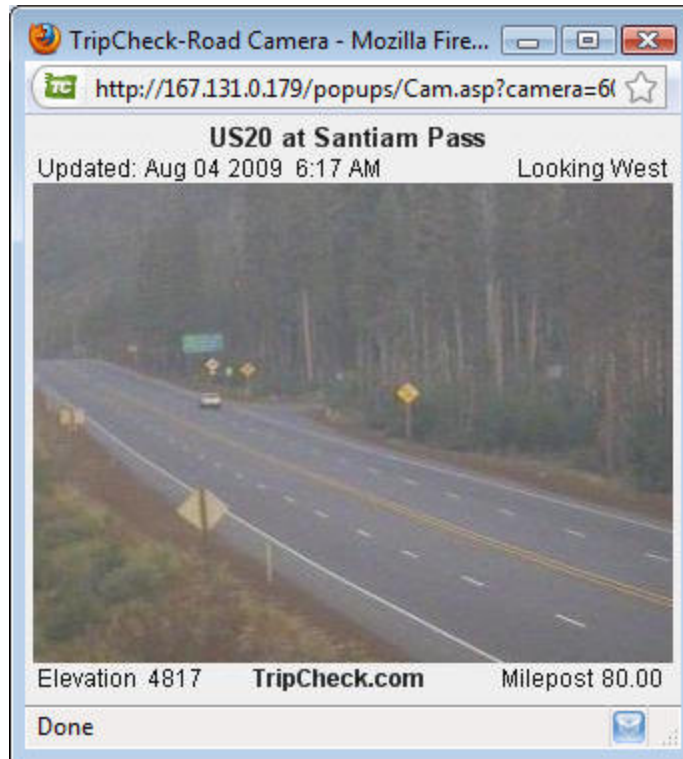 TripCheck-Road Camera - Mozilla Fire...
TC
http://167.131.0.179/popups/Cam.asp?camera=6
US20 at Santiam Pass
Updated: Aug 04 2009 6:17 AM
Looking West
Elevation 4817
TripCheck.com
Milepost 80.00
Done